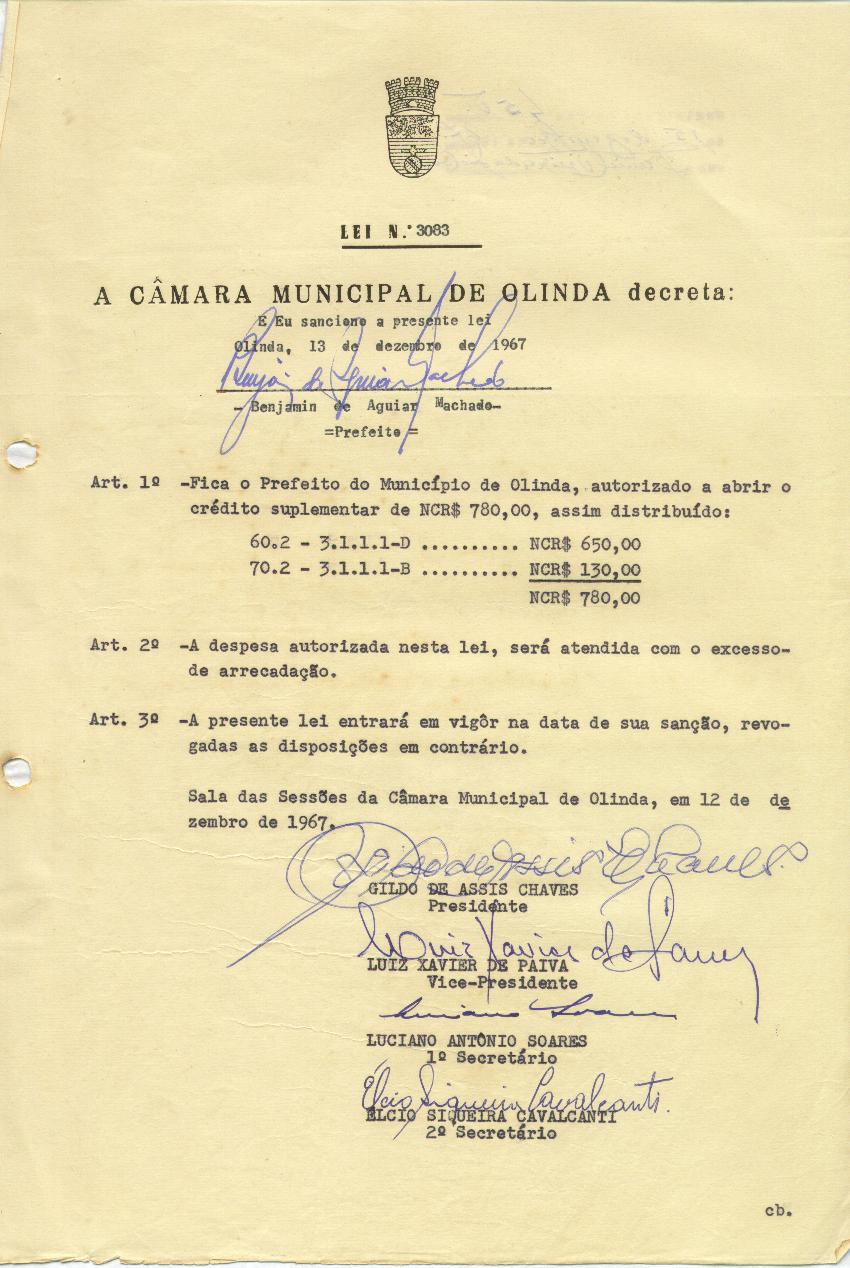 LEI N.º 3083
A CÂMARA MUNICIPAL DE OLINDA decreta:
E Eu sanciono a presente lei
Olinda, 13 de dezembro de 1967
Benjamin de Aguiar Machado
-Benjamin de Aguiar Machado-
=Prefeito=
Art. 1º -Fica o Prefeito do Município de Olinda, autorizado a abrir o
crédito suplementar de NCR$ 780,00, assim distribuído:
60.2 - 3.1.1.1-D .......... NCR$ 650,00
70.2 - 3.1.1.1-B .......... NCR$ 130,00
NCR$ 780,00
Art. 2º -A despesa autorizada nesta lei, será atendida com o excesso-
de arrecadação.
Art. 3º -A presente lei entrará em vigôr na data de sua sanção, revo-
gadas as disposições em contrário.
Sala das Sessões da Câmara Municipal de Olinda, em 12 de de
zembro de 1967.
Gildo de Assis Chaves
GILDO DE ASSIS CHAVES
Presidente
Luiz Xavier de Paiva
LUIZ XAVIER DE PAIVA
Vice-Presidente
Luciano Soares
LUCIANO ANTÔNIO SOARES
1º Secretário
Élcio Siqueira Cavalcanti.
ÉLCIO SIQUEIRA CAVALCANTI
2º Secretário
cb.